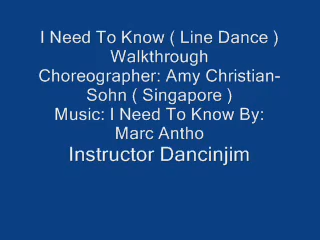 I Need To Know ( Line Dance )
Walkthrough
Choreographer: Amy Christian-
Sohn ( Singapore )
Music: I Need To Know By:
Marc Antho
Instructor Dancinjim